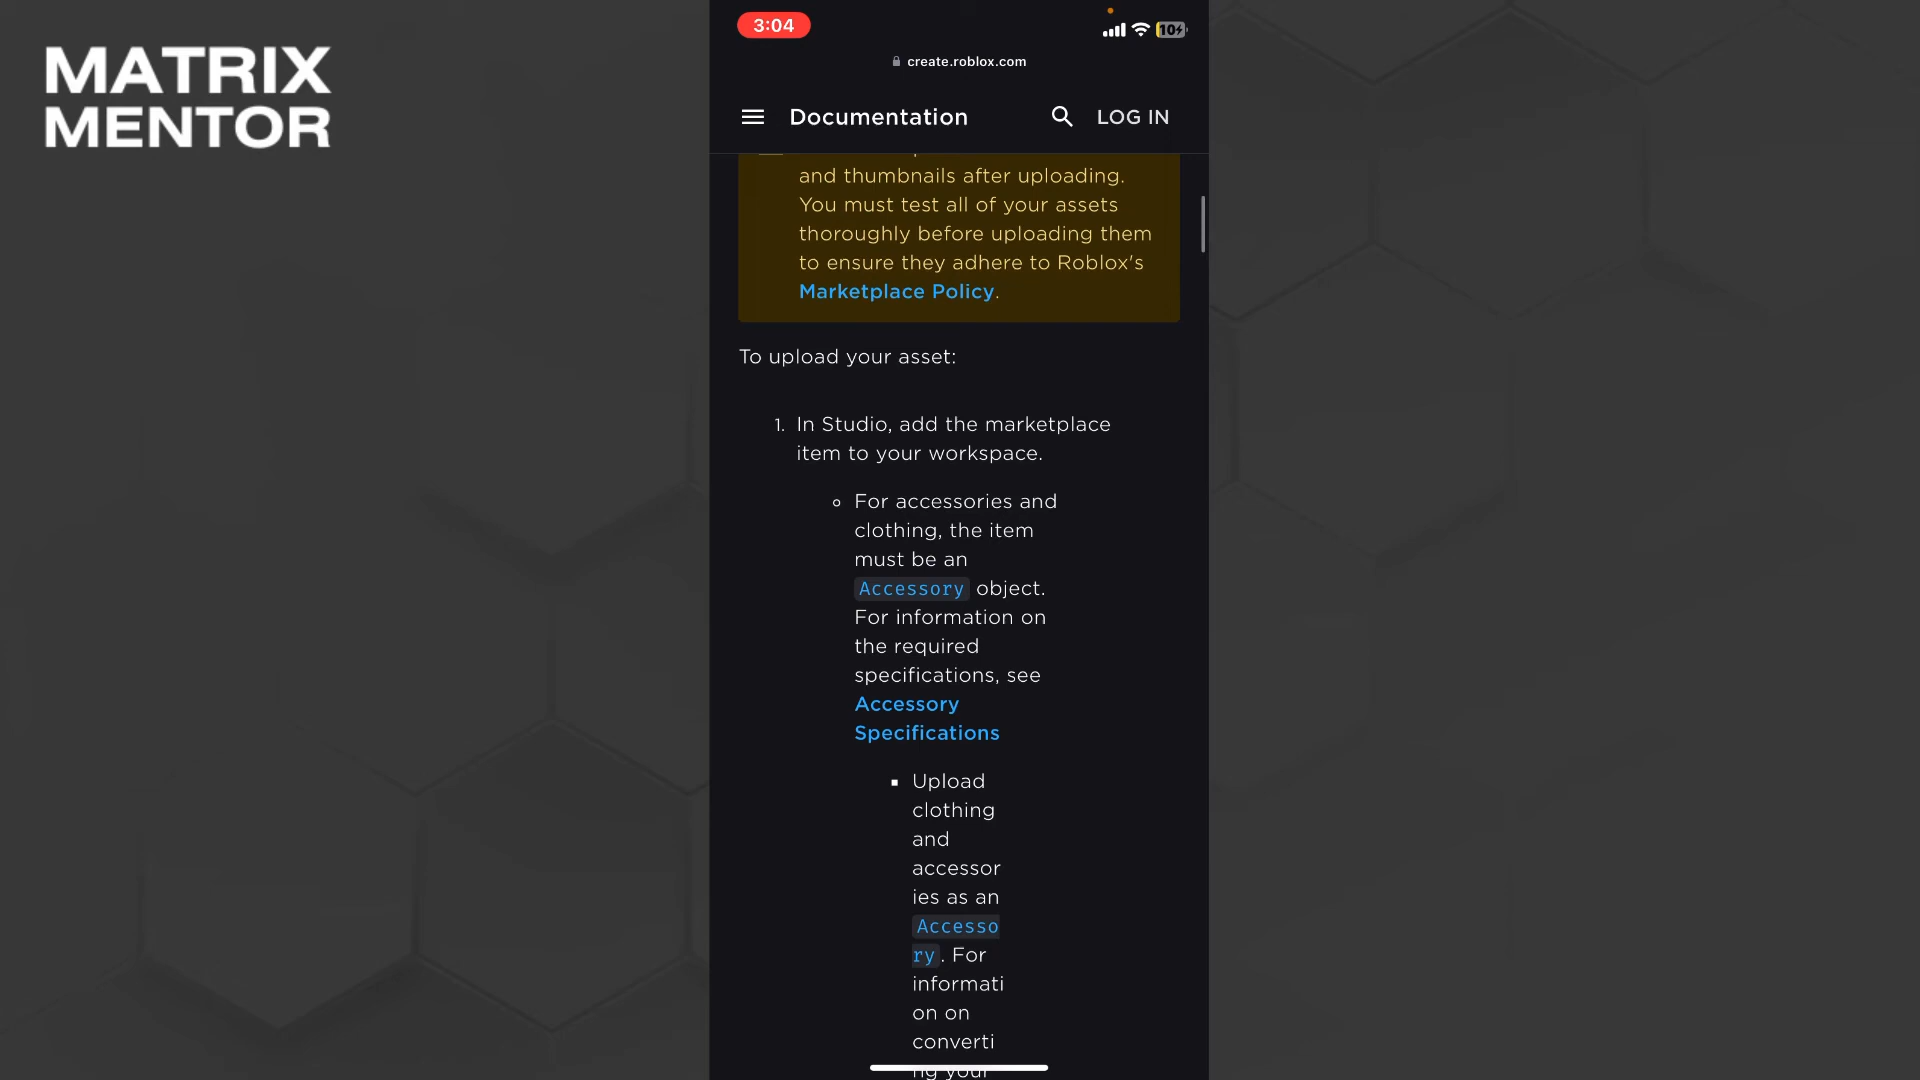 MATRIX
MENTOR
3:04
10
create.roblox.com
Documentation
LOG IN
and thumbnails after uploading.
You must test all of your assets
thoroughly before uploading them
to ensure they adhere to Roblox's
Marketplace Policy.
To upload your asset:
1. In Studio, add the marketplace
item to your workspace.
For accessories and
clothing, the item
must be an
Accessory object.
For information on
the required
specifications, see
Accessory
Specifications
Upload
clothing
and
accessor
ies as an
Accesso
ry. For
informati
on on
converti
ng your